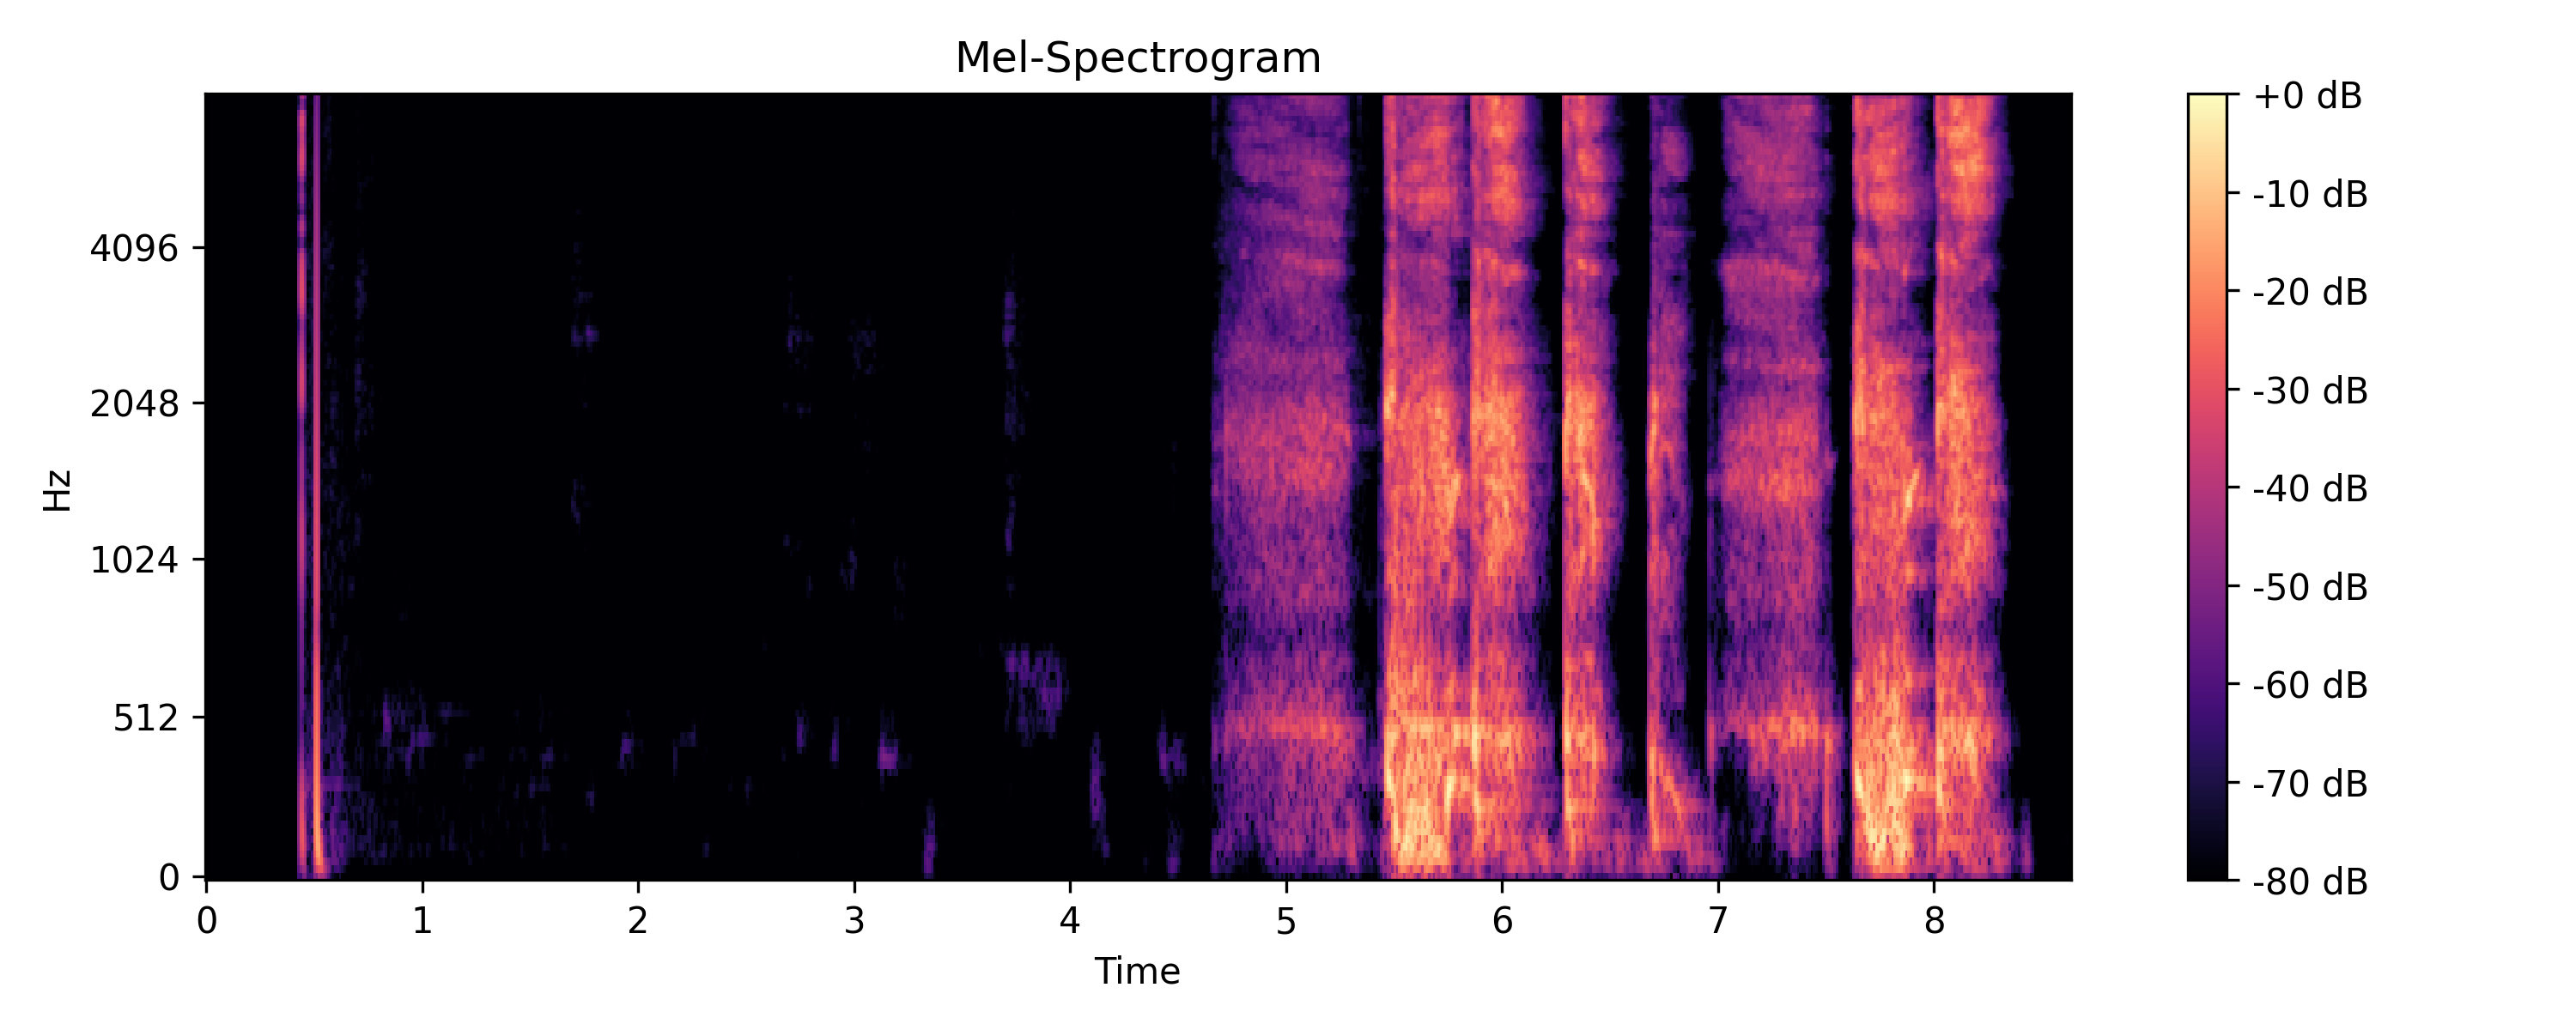 Mel-Spectrogram
+0 dB
-10 dB
-20 dB
-30 dB
-40 dB
-50 dB
-60 dB
-70 dB
-80 dB
Hz
4096
2048
1024
512
0
0 1 2 3 4 5 6 7 8
Time